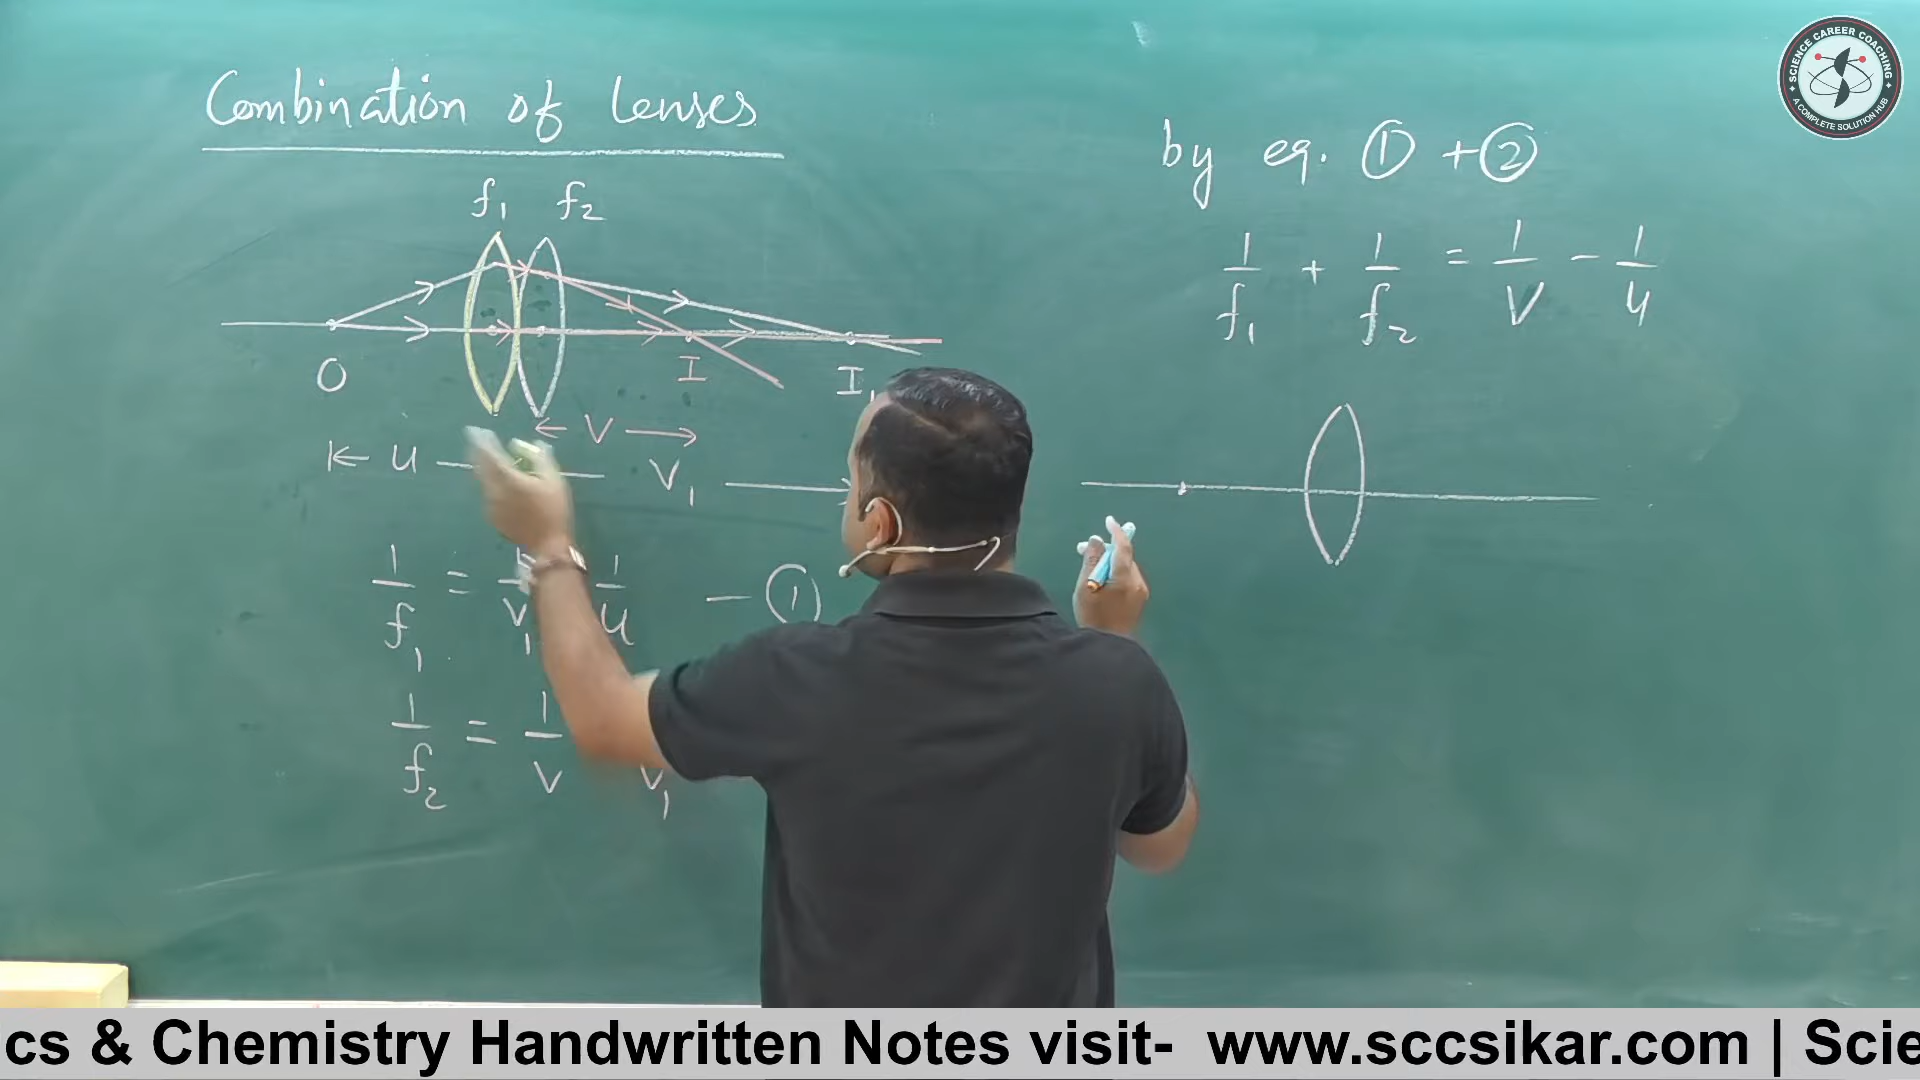 Combination of lenses
f₁ f₂
O I I₁
← V →
|← u — V₁ →
1/f₁ = 1/V₁ 1/u - ①
1/f₂ = 1/V V₁
by eq. ① + ②
1/f₁ + 1/f₂ = 1/V - 1/u
SCIENCE CAREER COACHING
A COMPLETE SOLUTION HUB
cs & Chemistry Handwritten Notes visit- www.sccsikar.com | Scie